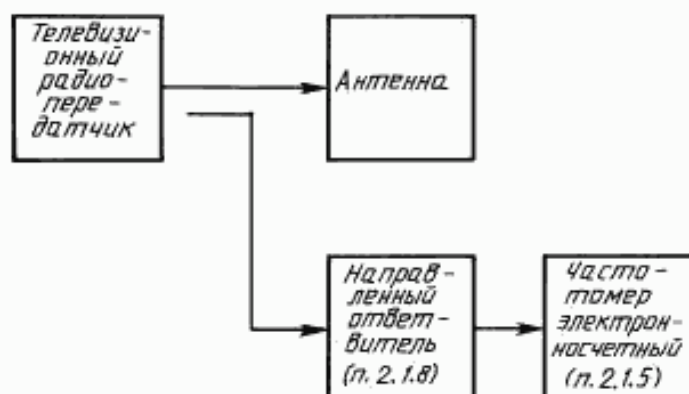 Телевизи-
онный
радио-
пере-
датчик
Антенна
Направ-
ленный
ответ-
витель
(п. 2.1.8)
Часто-
томер
электрон-
носчетный
(п. 2.1.5)